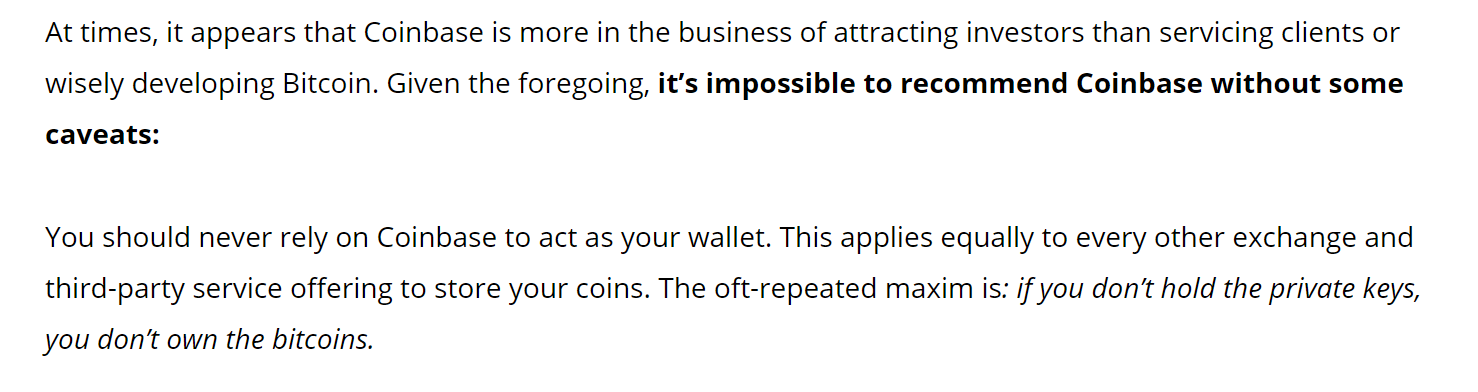 At times, it appears that Coinbase is more in the business of attracting investors than servicing clients or
wisely developing Bitcoin. Given the foregoing, it’s impossible to recommend Coinbase without some
caveats:
You should never rely on Coinbase to act as your wallet. This applies equally to every other exchange and
third-party service offering to store your coins. The oft-repeated maxim is: if you don’t hold the private keys,
you don’t own the bitcoins.